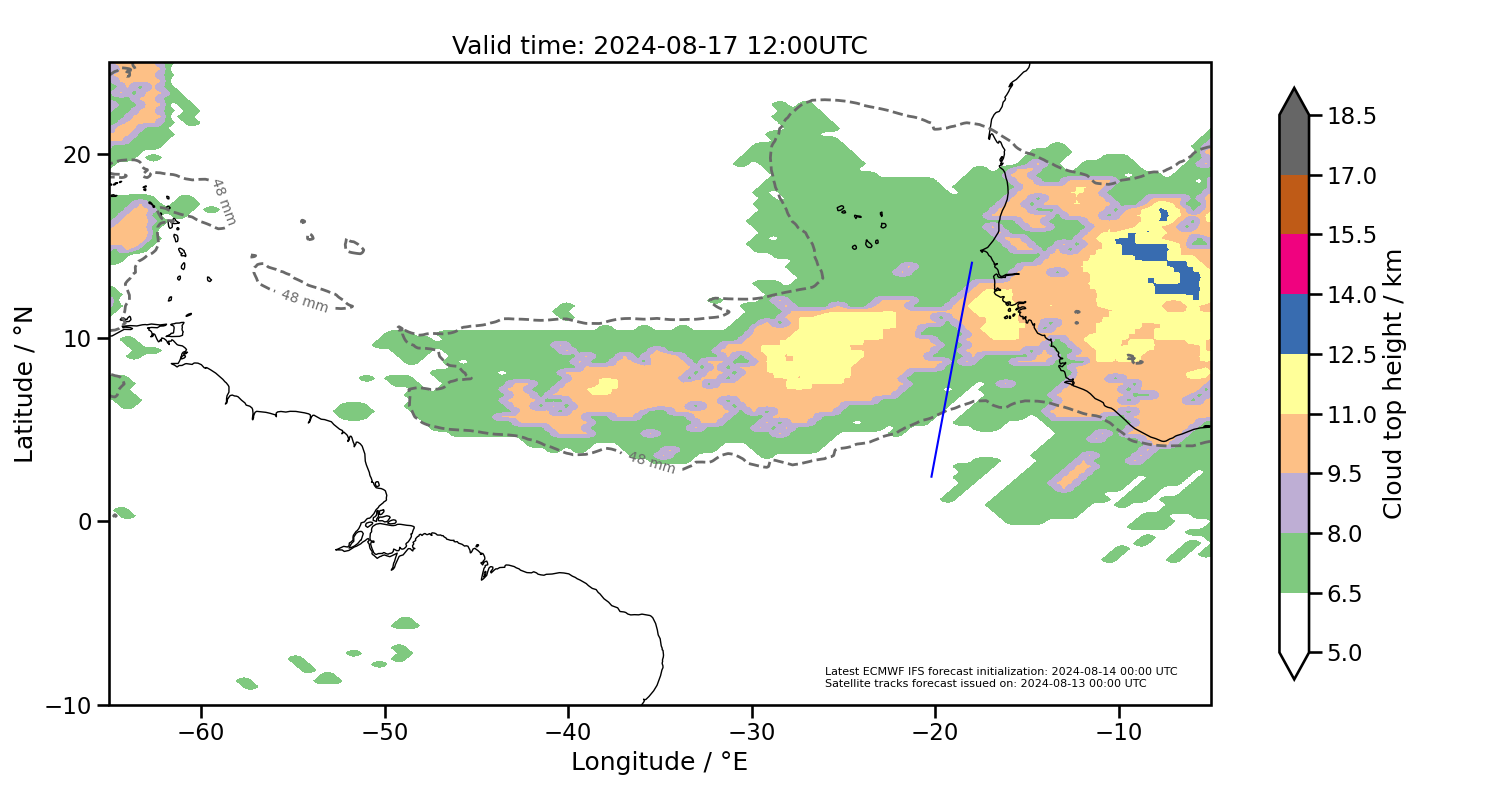 Valid time: 2024-08-17 12:00UTC
48 mm
48 mm
48 mm
20
10
0
−10
Latitude / °N
−60
−50
−40
−30
−20
−10
Longitude / °E
Latest ECMWF IFS forecast initialization: 2024-08-14 00:00 UTC
Satellite tracks forecast issued on: 2024-08-13 00:00 UTC
18.5
17.0
15.5
14.0
12.5
11.0
9.5
8.0
6.5
5.0
Cloud top height / km